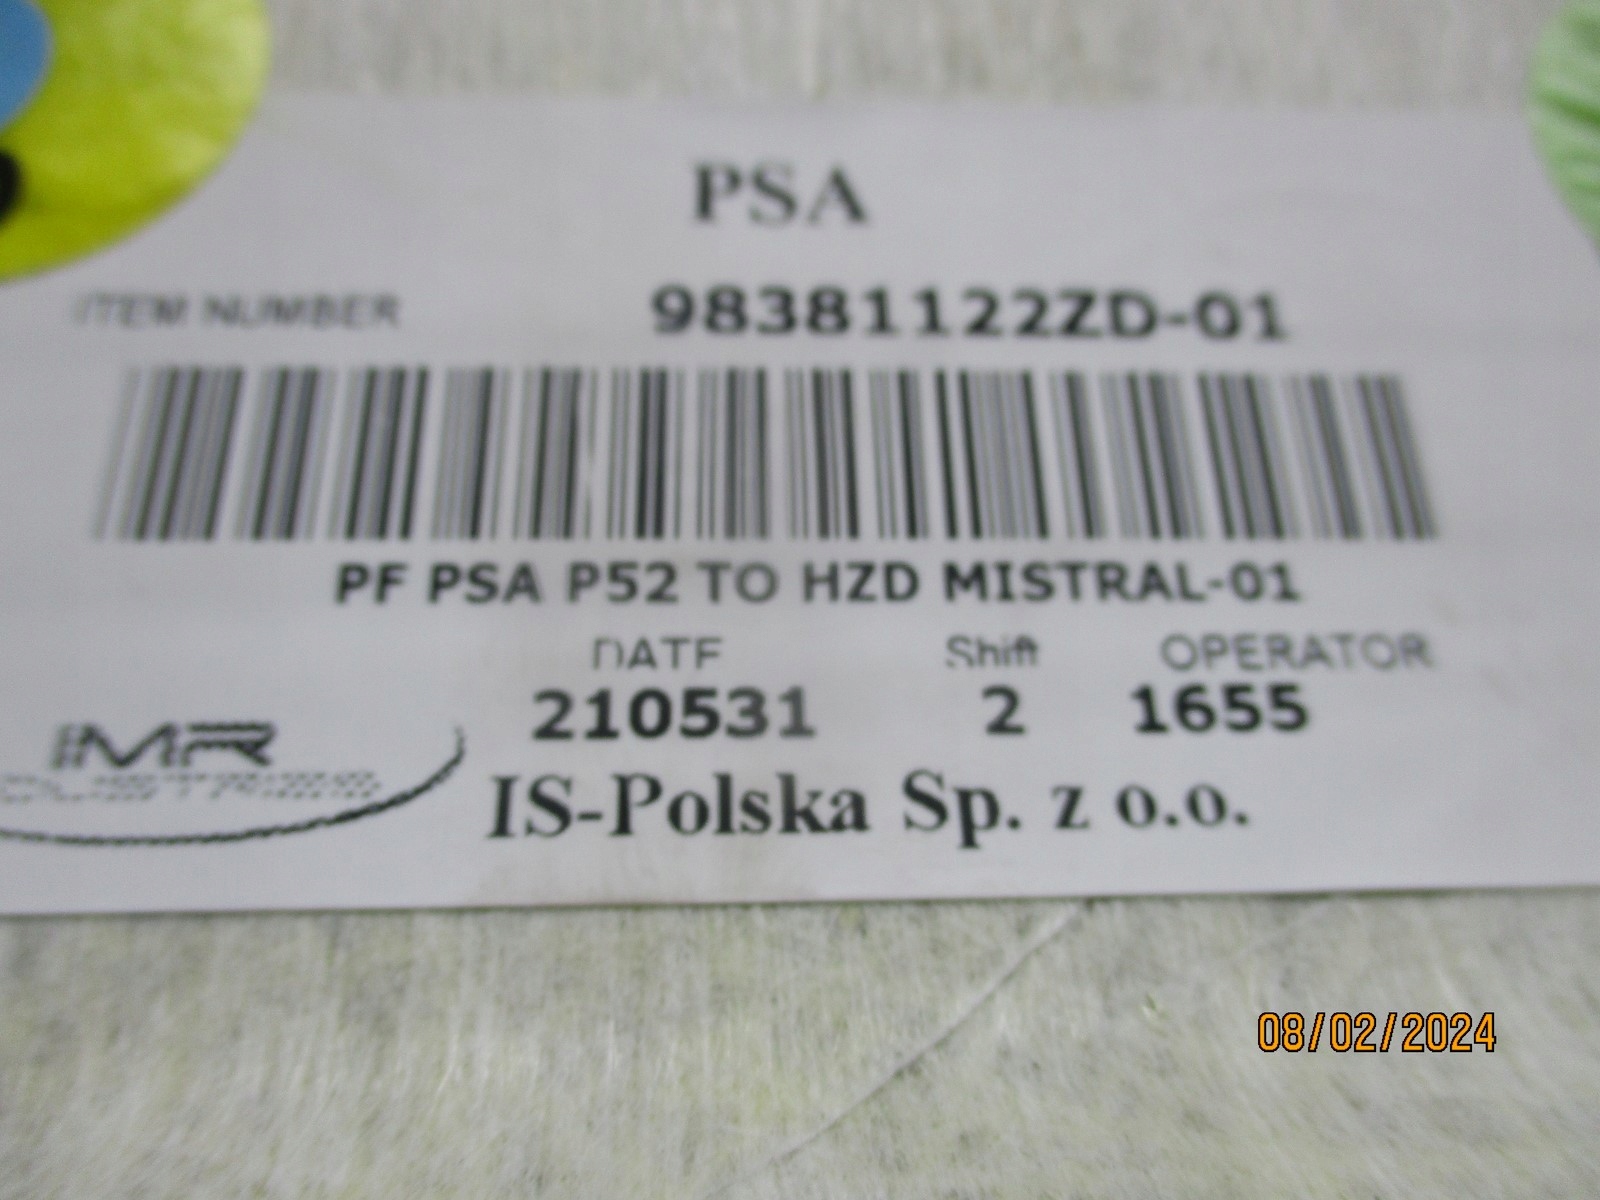 PSA
ITEM NUMBER 98381122ZD-01
PF PSA P52 TO HZD MISTRAL-01
DATE Shift OPERATOR
210531 2 1655
IMR
IS-Polska Sp. z o.o.
08/02/2024